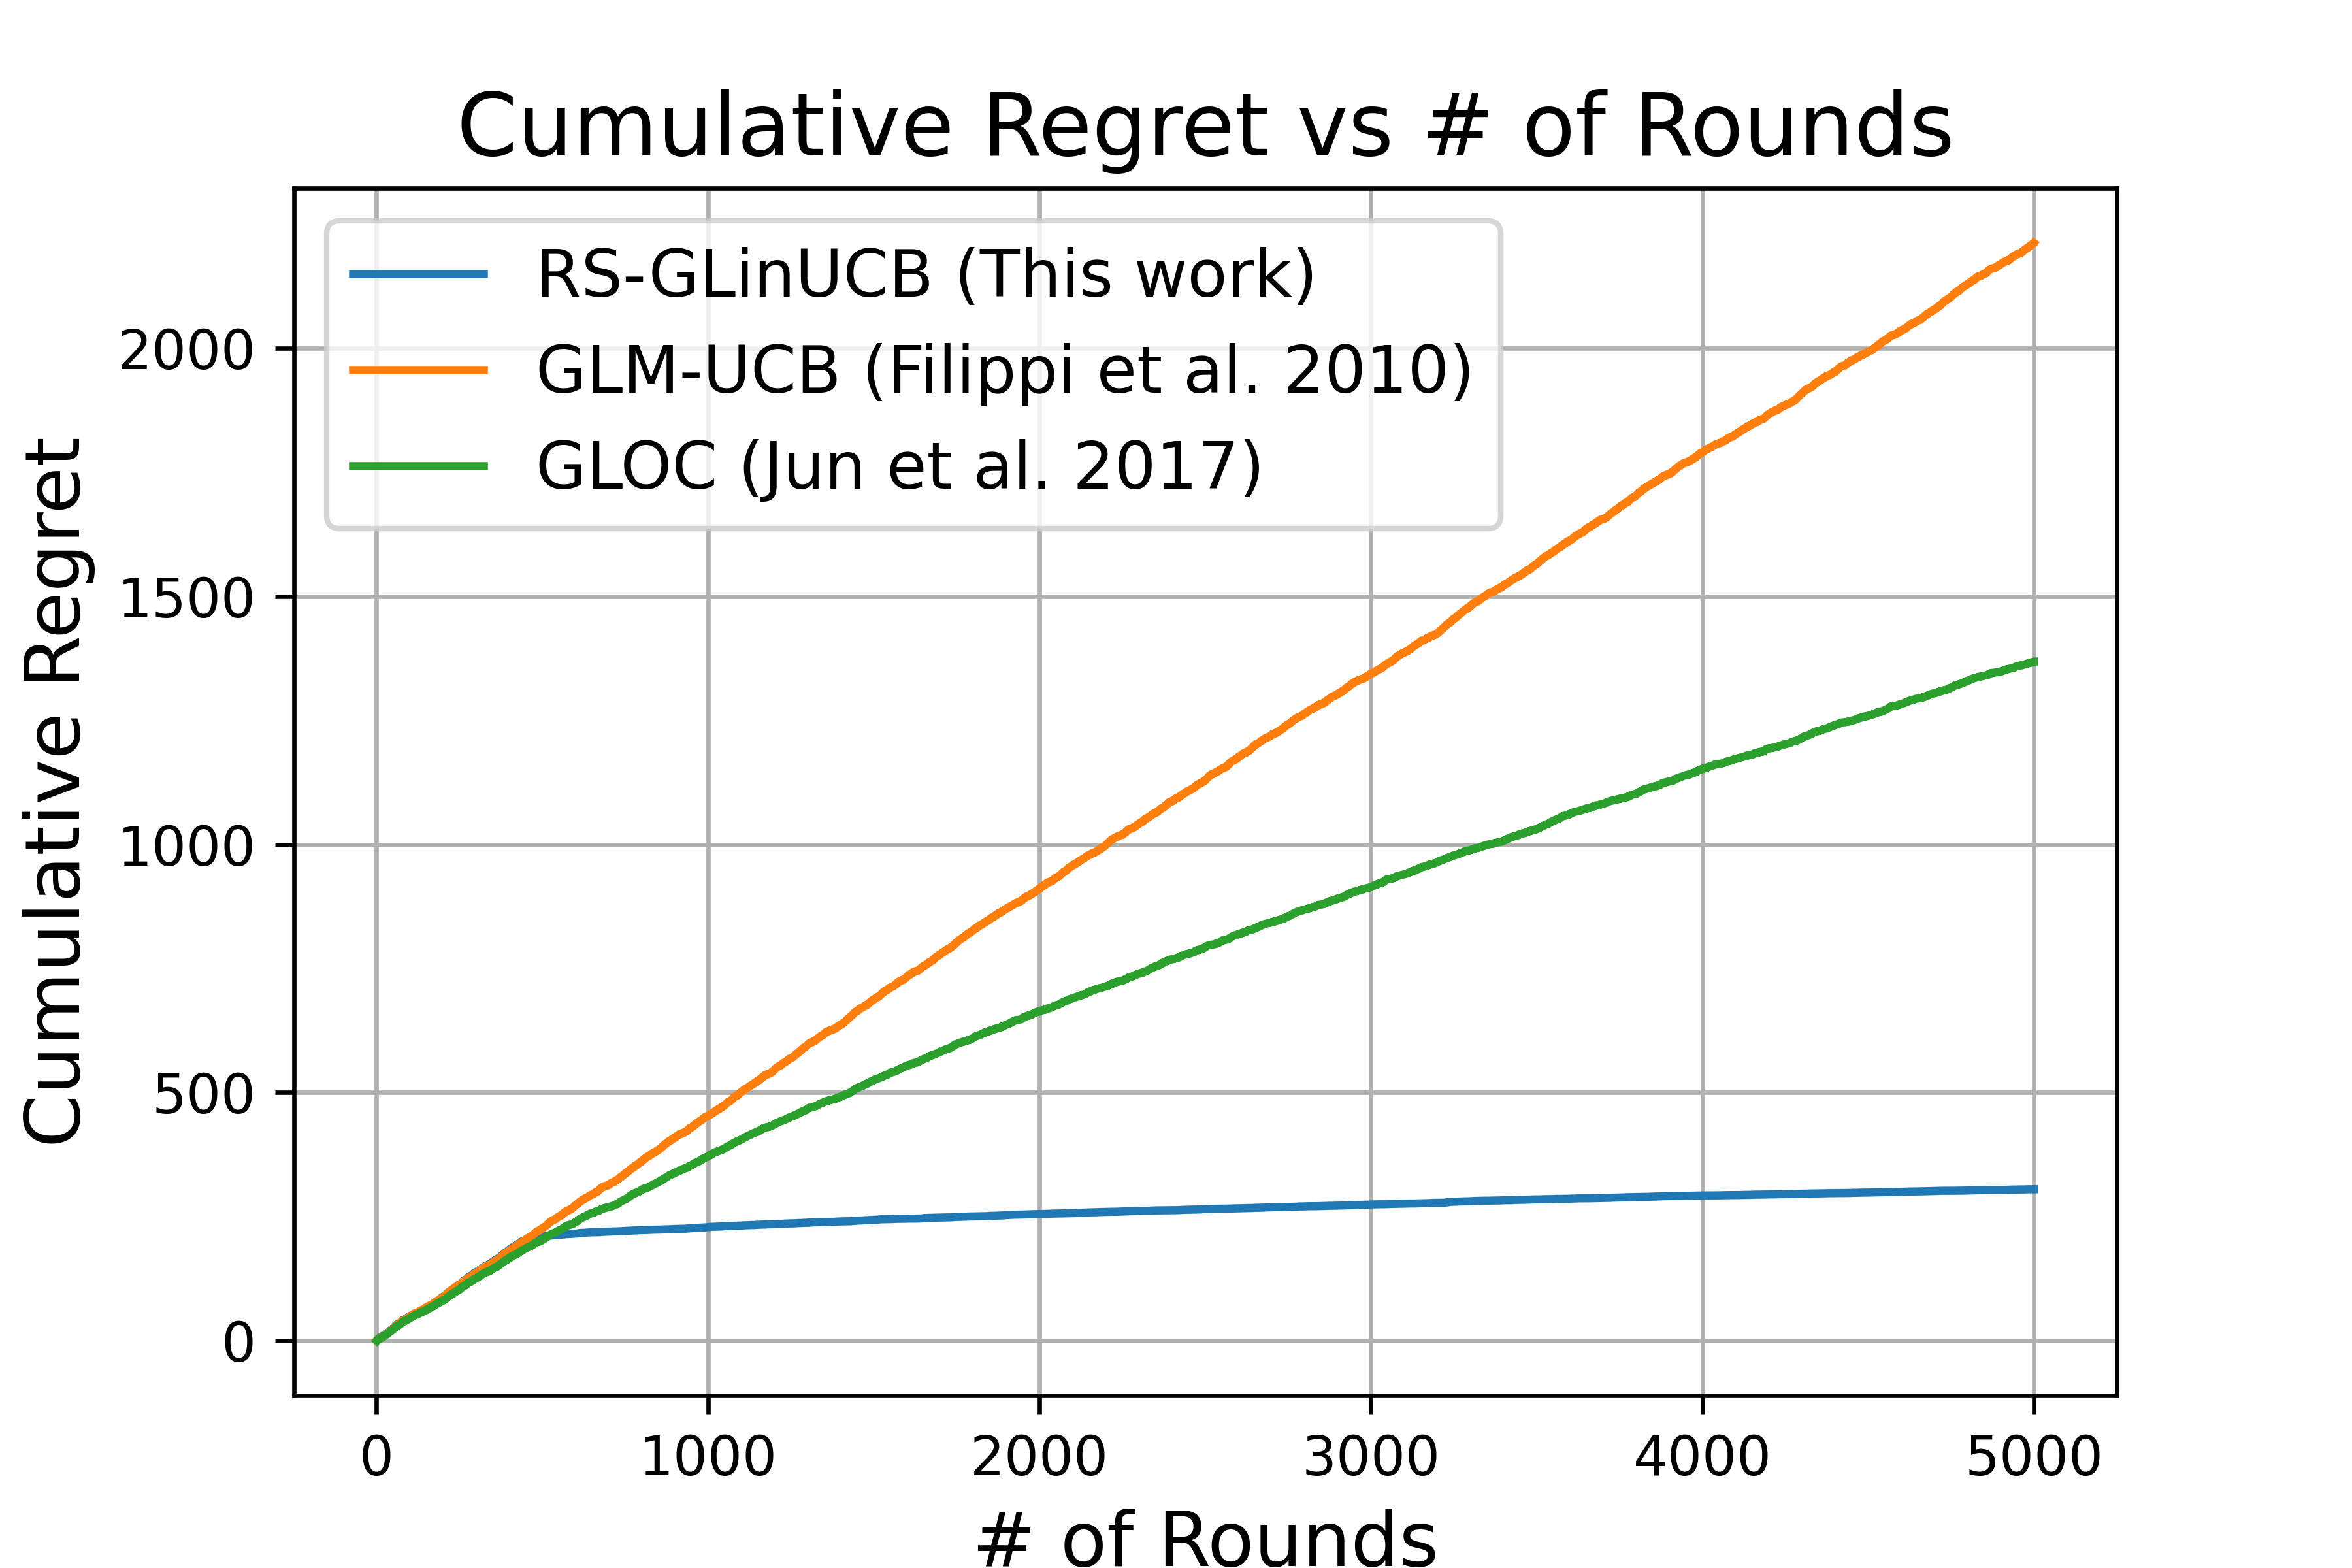 Cumulative Regret vs # of Rounds
RS-GLinUCB (This work)
GLM-UCB (Filippi et al. 2010)
GLOC (Jun et al. 2017)
Cumulative Regret
2000
1500
1000
500
0
0 1000 2000 3000 4000 5000
# of Rounds